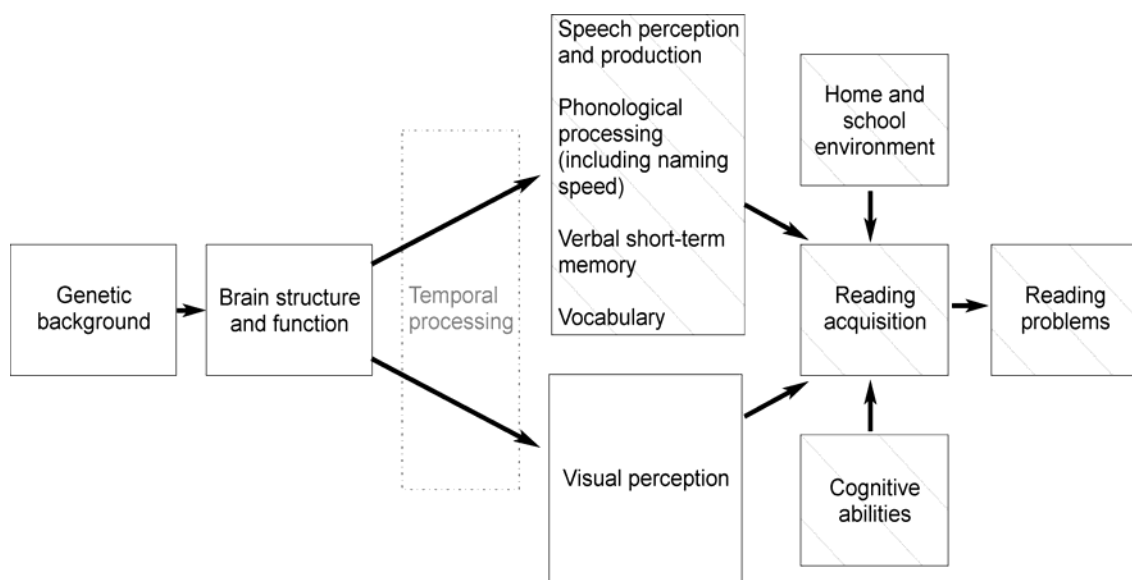 Genetic
background
Brain structure
and function
Temporal
processing
Speech perception
and production
Phonological
processing
(including naming
speed)
Verbal short-term
memory
Vocabulary
Visual perception
Home and
school
environment
Reading
acquisition
Cognitive
abilities
Reading
problems